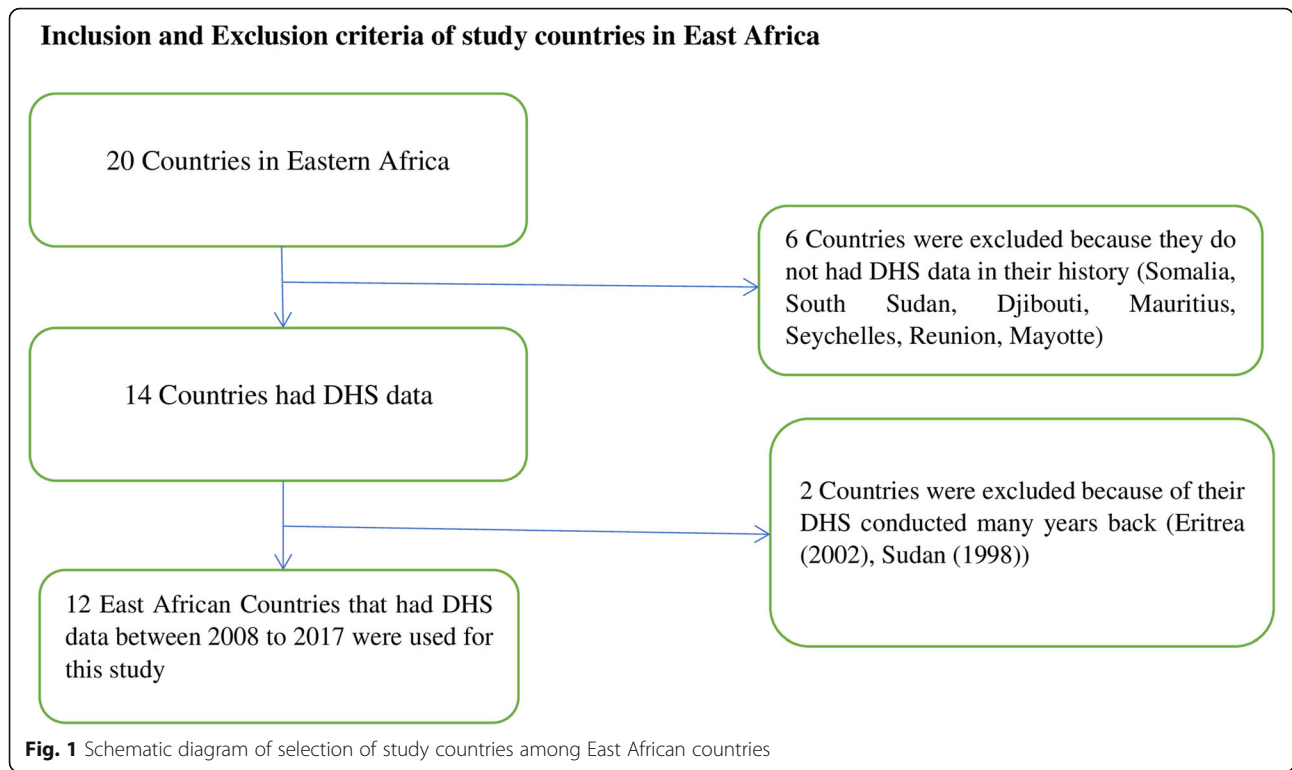 Inclusion and Exclusion criteria of study countries in East Africa
20 Countries in Eastern Africa
6 Countries were excluded because they do
not had DHS data in their history (Somalia,
South Sudan, Djibouti, Mauritius,
Seychelles, Reunion, Mayotte)
14 Countries had DHS data
2 Countries were excluded because of their
DHS conducted many years back (Eritrea
(2002), Sudan (1998))
12 East African Countries that had DHS
data between 2008 to 2017 were used for
this study
Fig. 1 Schematic diagram of selection of study countries among East African countries